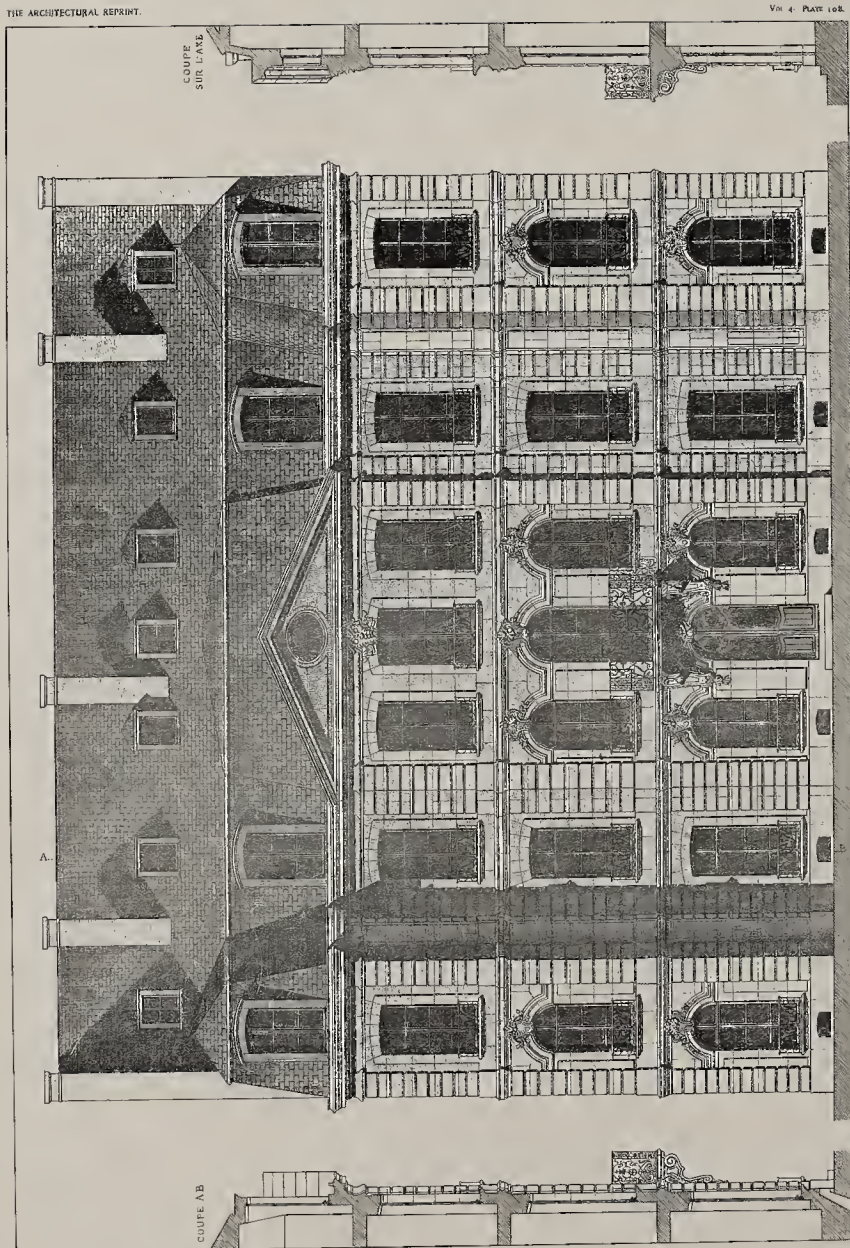 THE ARCHITECTURAL REPRINT.
VOL 4. PLATE 108.
COUPE
SUR L'AXE
A..
B
COUPE AB